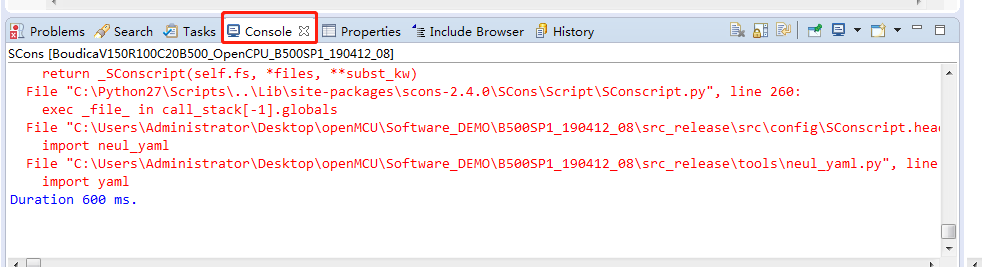 Problems Search Tasks Console Properties Include Browser History
SCons [BoudicaV150R100C20B500_OpenCPU_B500SP1_190412_08]
return _SConscript(self.fs, *files, **subst_kw)
File "C:\Python27\Scripts\..\Lib\site-packages\scons-2.4.0\SCons\Script\SConscript.py", line 260:
exec _file_ in call_stack[-1].globals
File "C:\Users\Administrator\Desktop\openMCU\Software_DEMO\B500SP1_190412_08\src_release\src\config\SConscript.hea
import neul_yaml
File "C:\Users\Administrator\Desktop\openMCU\Software_DEMO\B500SP1_190412_08\src_release\tools\neul_yaml.py", line
import yaml
Duration 600 ms.